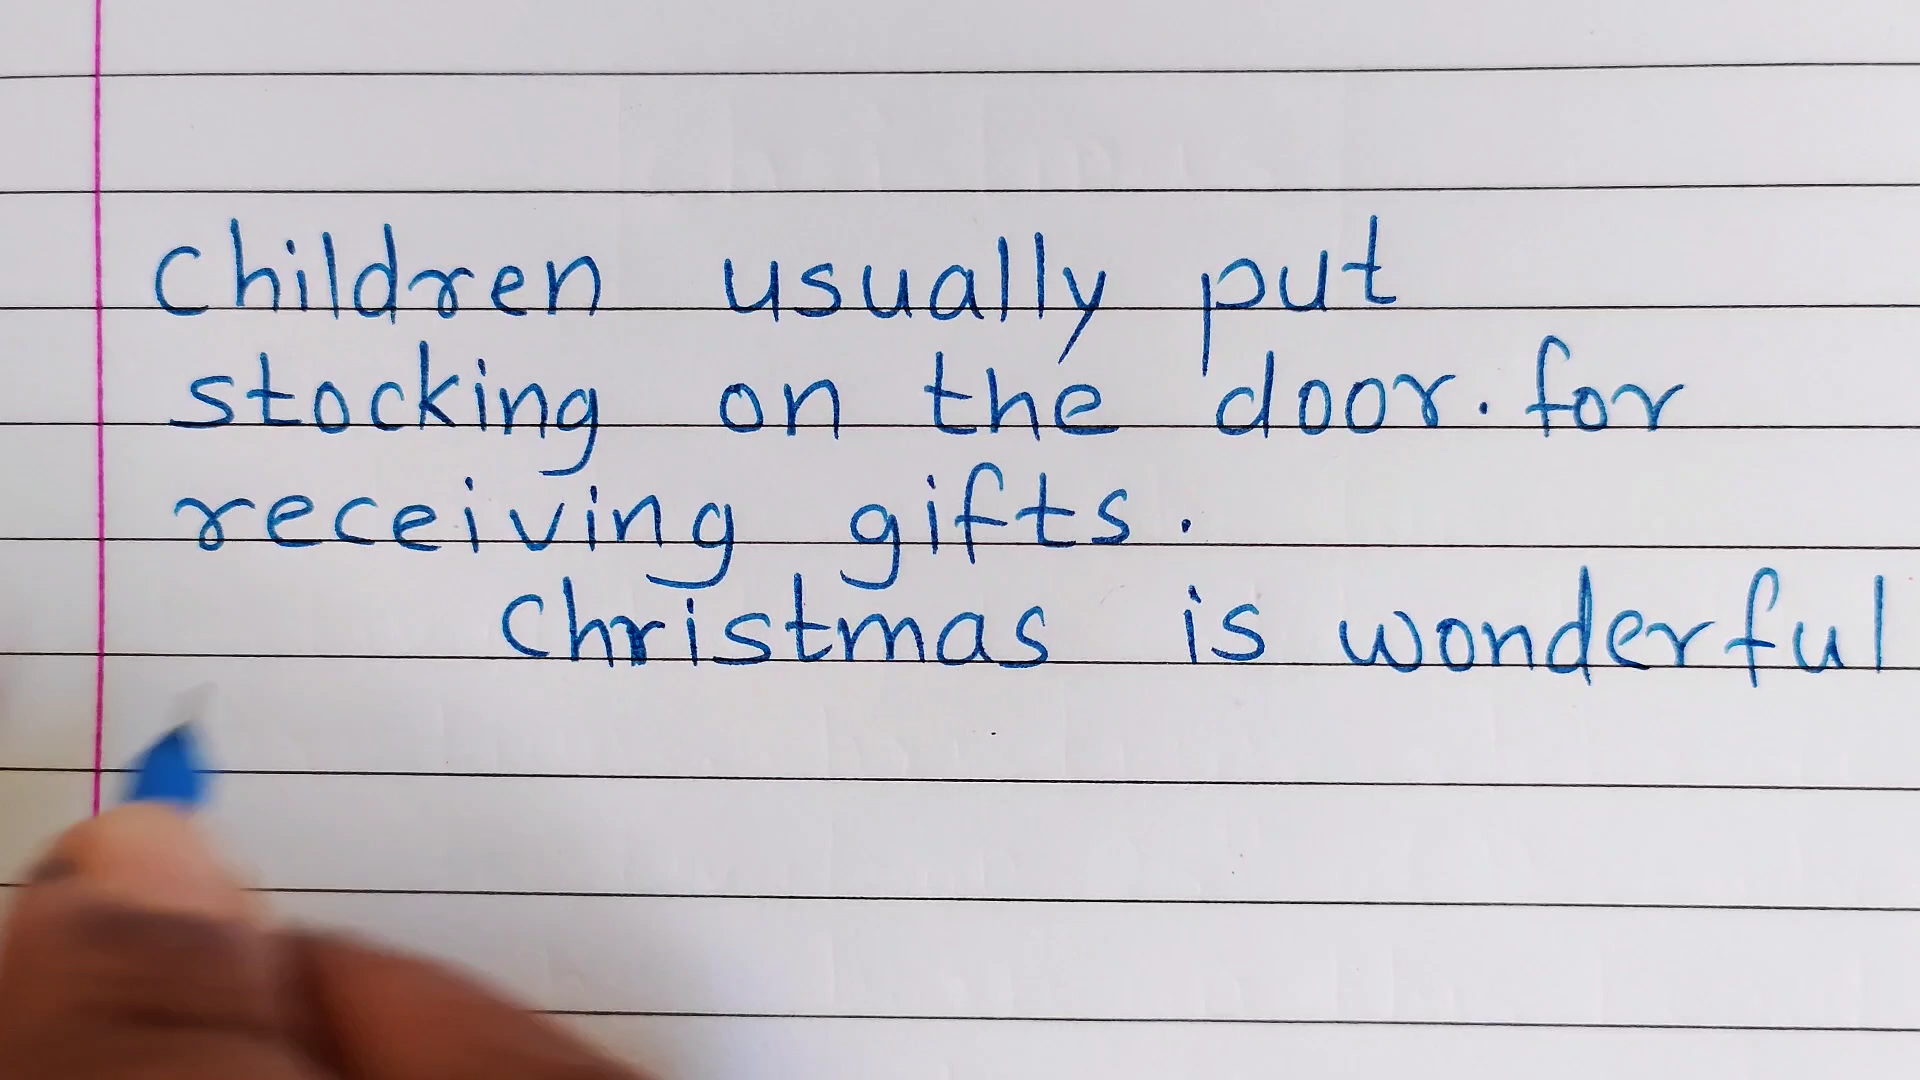 Children usually put
stocking on the door. for
receiving gifts.
Christmas is wonderful